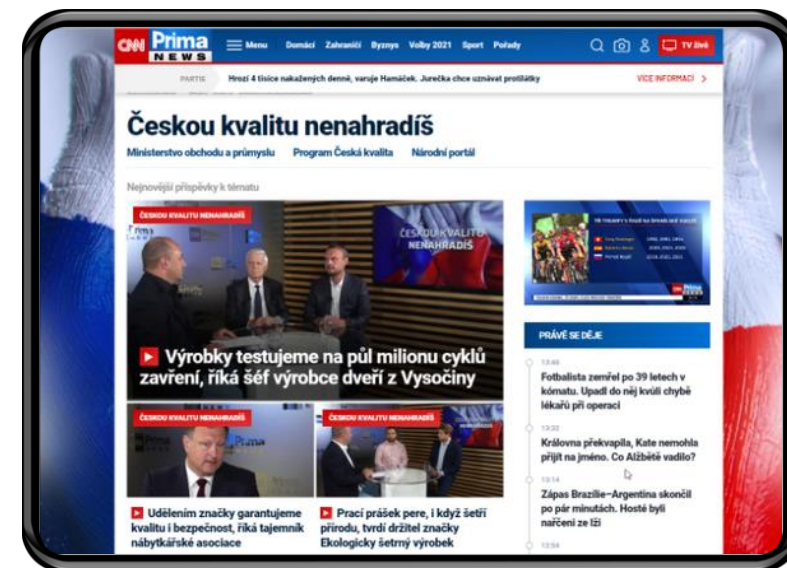 CNN Prima
NEWS
Menu Domácí Zahraničí Byznys Volby 2021 Sport Pořady TV živě
PARTIE Hrozí 4 tisíce nakažených denně, varuje Hamáček. Jurečka chce uznávat protilátky VÍCE INFORMACÍ
Českou kvalitu nenahradíš
Ministerstvo obchodu a průmyslu Program Česká kvalita Národní portál
Nejnovější příspěvky k tématu
ČESKOU KVALITU NENAHRADÍŠ
ČESKOU KVALITU
NENAHRADÍŠ
Výrobky testujeme na půl milionu cyklů
zavření, říká šéf výrobce dveří z Vysočiny
ČESKOU KVALITU NENAHRADÍŠ
Udělením značky garantujeme
kvalitu i bezpečnost, říká tajemník
nábytkářské asociace
ČESKOU KVALITU NENAHRADÍŠ
Prací prášek pere, i když šetří
přírodu, tvrdí držitel značky
Ekologicky šetrný výrobek
CNN Prima
NEWS
PRÁVĚ SE DĚJE
13:46
Fotbalista zemřel po 39 letech v
kómatu. Upadl do něj kvůli chybě
lékařů při operaci
13:30
Královna překvapila, Kate nemohla
přijít na jméno. Co Alžbětě vadilo?
13:14
Zápas Brazílie–Argentina skončil
po pár minutách. Hosté byli
nařčeni ze lži